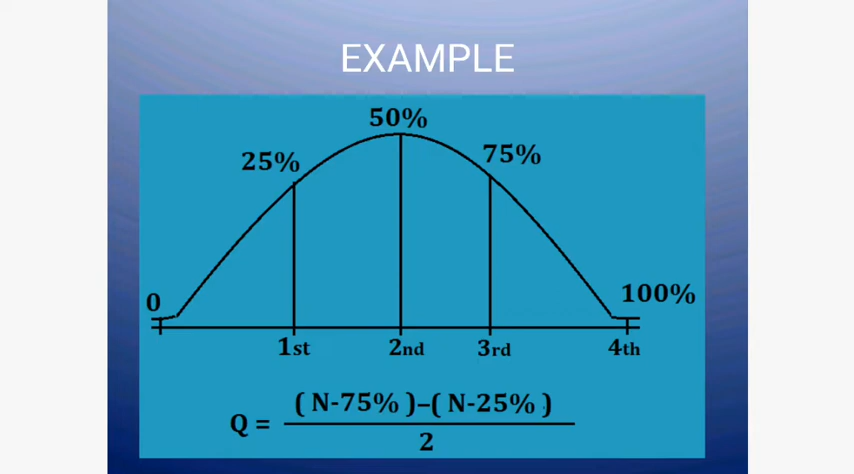 EXAMPLE
50%
25%
75%
0
100%
1st
2nd
3rd
4th
( N-75% )–( N-25% )
Q =
2